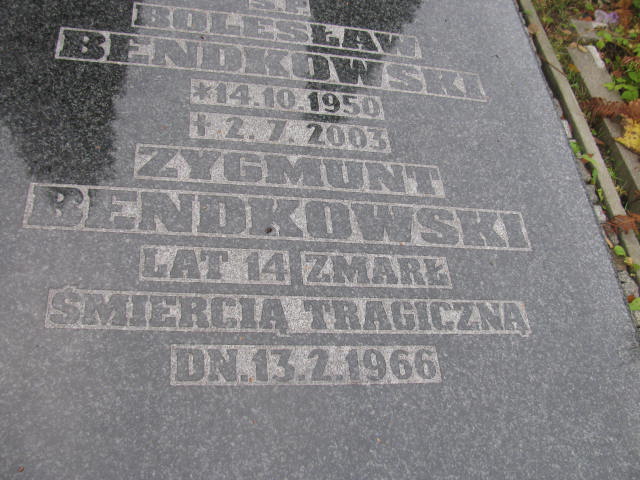 Ś.P.
BOLESŁAW
BENDKOWSKI
*14.10.1950
†2.7.2003
ZYGMUNT
BENDKOWSKI
LAT 14 ZMARŁ
ŚMIERCIĄ TRAGICZNĄ
DN.13.2.1966